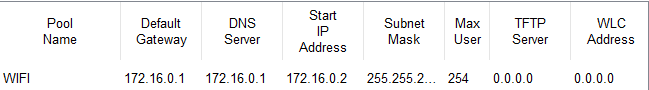 Pool Name
Default Gateway
DNS Server
Start IP Address
Subnet Mask
Max User
TFTP Server
WLC Address
WIFI 172.16.0.1 172.16.0.1 172.16.0.2 255.255.2... 254 0.0.0.0 0.0.0.0